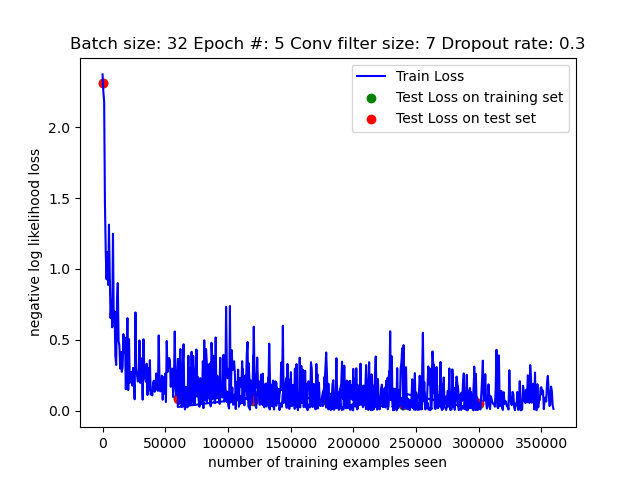 Batch size: 32 Epoch #: 5 Conv filter size: 7 Dropout rate: 0.3
Train Loss
Test Loss on training set
Test Loss on test set
negative log likelihood loss
2.0
1.5
1.0
0.5
0.0
0 50000 100000 150000 200000 250000 300000 350000
number of training examples seen